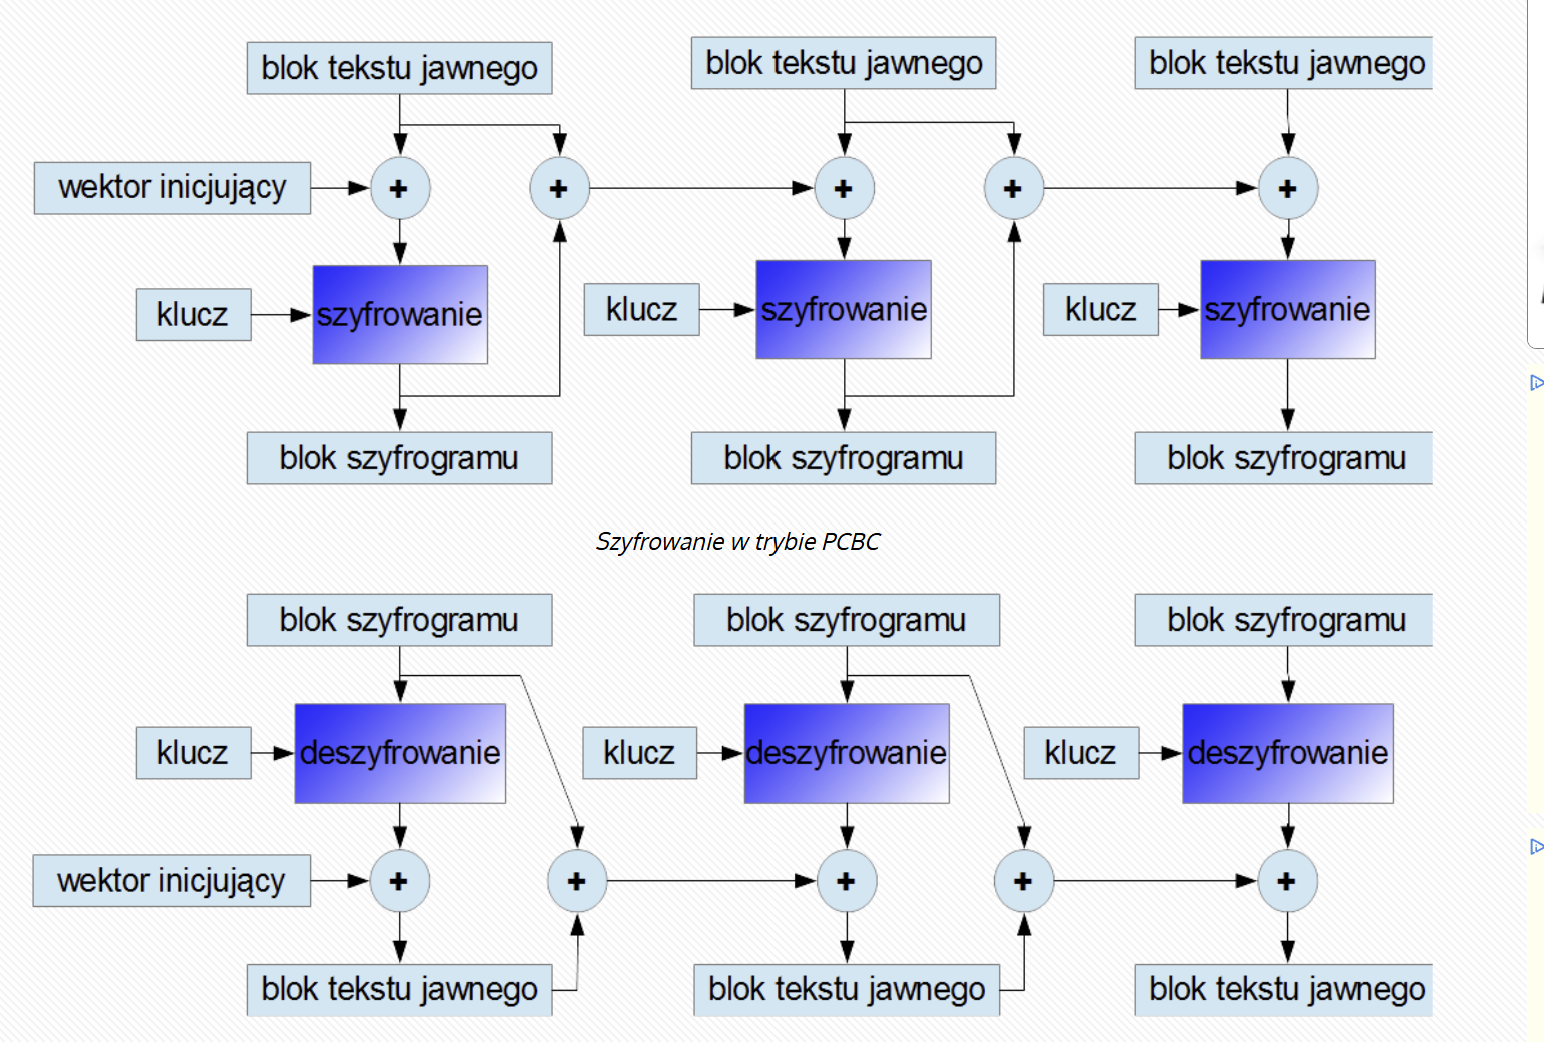 blok tekstu jawnego
blok tekstu jawnego
blok tekstu jawnego
wektor inicjujący
+
+
+
+
+
klucz
szyfrowanie
klucz
szyfrowanie
klucz
szyfrowanie
blok szyfrogramu
blok szyfrogramu
blok szyfrogramu
Szyfrowanie w trybie PCBC
blok szyfrogramu
blok szyfrogramu
blok szyfrogramu
klucz
deszyfrowanie
klucz
deszyfrowanie
klucz
deszyfrowanie
wektor inicjujący
+
+
+
+
+
blok tekstu jawnego
blok tekstu jawnego
blok tekstu jawnego